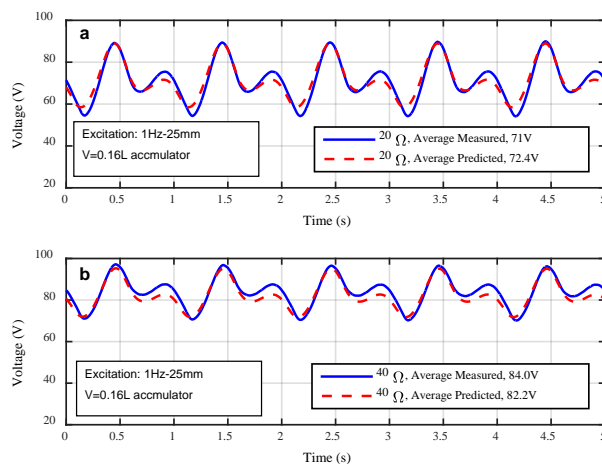 a
100
80
60
40
20
Voltage (V)
Excitation: 1Hz-25mm
V=0.16L accmulator
20 Ω, Average Measured, 71V
20 Ω, Average Predicted, 72.4V
0 0.5 1 1.5 2 2.5 3 3.5 4 4.5 5
Time (s)
b
100
80
60
40
20
Voltage (V)
Excitation: 1Hz-25mm
V=0.16L accmulator
40 Ω, Average Measured, 84.0V
40 Ω, Average Predicted, 82.2V
0 0.5 1 1.5 2 2.5 3 3.5 4 4.5 5
Time (s)